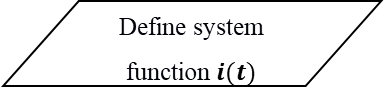 Define system
function i(t)